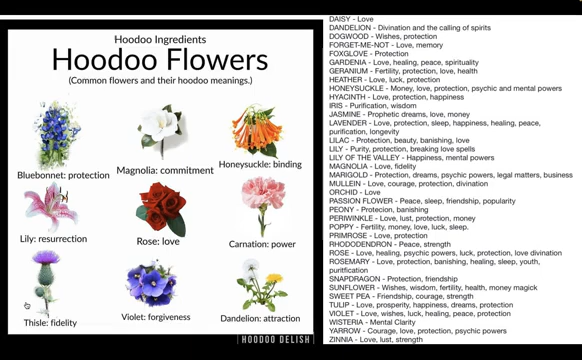 Hoodoo Ingredients
Hoodoo Flowers
(Common flowers and their hoodoo meanings.)
Bluebonnet: protection
Magnolia: commitment
Honeysuckle: binding
Lily: resurrection
Rose: love
Carnation: power
Thisle: fidelity
Violet: forgiveness
Dandelion: attraction
HOODOO DELISH
DAISY - Love
DANDELION - Divination and the calling of spirits
DOGWOOD - Wishes, protection
FORGET-ME-NOT - Love, memory
FOXGLOVE - Protection
GARDENIA - Love, healing, peace, spirituality
GERANIUM - Fertility, protection, love, health
HEATHER - Love, luck, protection
HONEYSUCKLE - Money, love, protection, psychic and mental powers
HYACINTH - Love, protection, happiness
IRIS - Purification, wisdom
JASMINE - Prophetic dreams, love, money
LAVENDER - Love, protection, sleep, happiness, healing, peace,
purification, longevity
LILAC - Protection, beauty, banishing, love
LILY - Purity, protection, breaking love spells
LILY OF THE VALLEY - Happiness, mental powers
MAGNOLIA - Love, fidelity
MARIGOLD - Protection, dreams, psychic powers, legal matters, business
MULLEIN - Love, courage, protection, divination
ORCHID - Love
PASSION FLOWER - Peace, sleep, friendship, popularity
PEONY - Protecion, banishing
PERIWINKLE - Love, lust, protection, money
POPPY - Fertility, money, love, luck, sleep.
PRIMROSE - Love, protection
RHODODENDRON - Peace, strength
ROSE - Love, healing, psychic powers, luck, protection, love divination
ROSEMARY - Love, protection, banishing, healing, sleep, youth,
puritfication
SNAPDRAGON - Protection, friendship
SUNFLOWER - Wishes, wisdom, fertility, health, money magick
SWEET PEA - Friendship, courage, strength
TULIP - Love, prosperity, happiness, dreams, protection
VIOLET - Love, wishes, luck, healing, peace, protection
WISTERIA - Mental Clarity
YARROW - Courage, love, protection, psychic powers
ZINNIA - Love, lust, strength